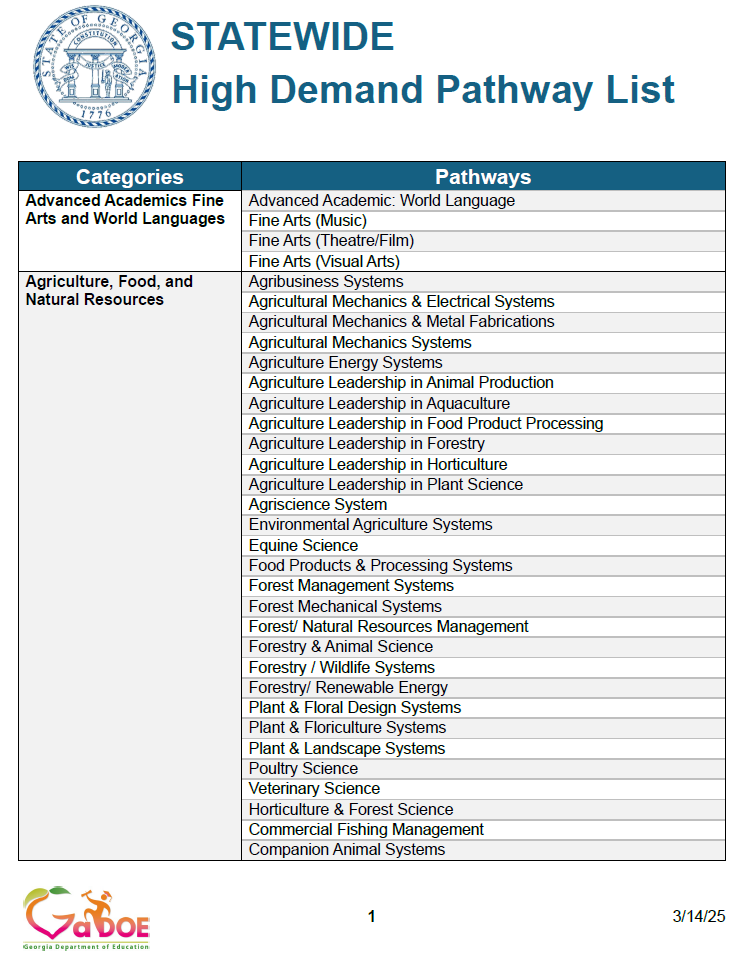 STATE OF GEORGIA
CONSTITUTION
WISDOM JUSTICE MODERATION
1776
STATEWIDE
High Demand Pathway List
Categories Pathways
Advanced Academics Fine
Arts and World Languages
Advanced Academic: World Language
Fine Arts (Music)
Fine Arts (Theatre/Film)
Fine Arts (Visual Arts)
Agriculture, Food, and
Natural Resources
Agribusiness Systems
Agricultural Mechanics & Electrical Systems
Agricultural Mechanics & Metal Fabrications
Agricultural Mechanics Systems
Agriculture Energy Systems
Agriculture Leadership in Animal Production
Agriculture Leadership in Aquaculture
Agriculture Leadership in Food Product Processing
Agriculture Leadership in Forestry
Agriculture Leadership in Horticulture
Agriculture Leadership in Plant Science
Agriscience System
Environmental Agriculture Systems
Equine Science
Food Products & Processing Systems
Forest Management Systems
Forest Mechanical Systems
Forest/ Natural Resources Management
Forestry & Animal Science
Forestry / Wildlife Systems
Forestry/ Renewable Energy
Plant & Floral Design Systems
Plant & Floriculture Systems
Plant & Landscape Systems
Poultry Science
Veterinary Science
Horticulture & Forest Science
Commercial Fishing Management
Companion Animal Systems
GaDOE
Georgia Department of Education
1
3/14/25